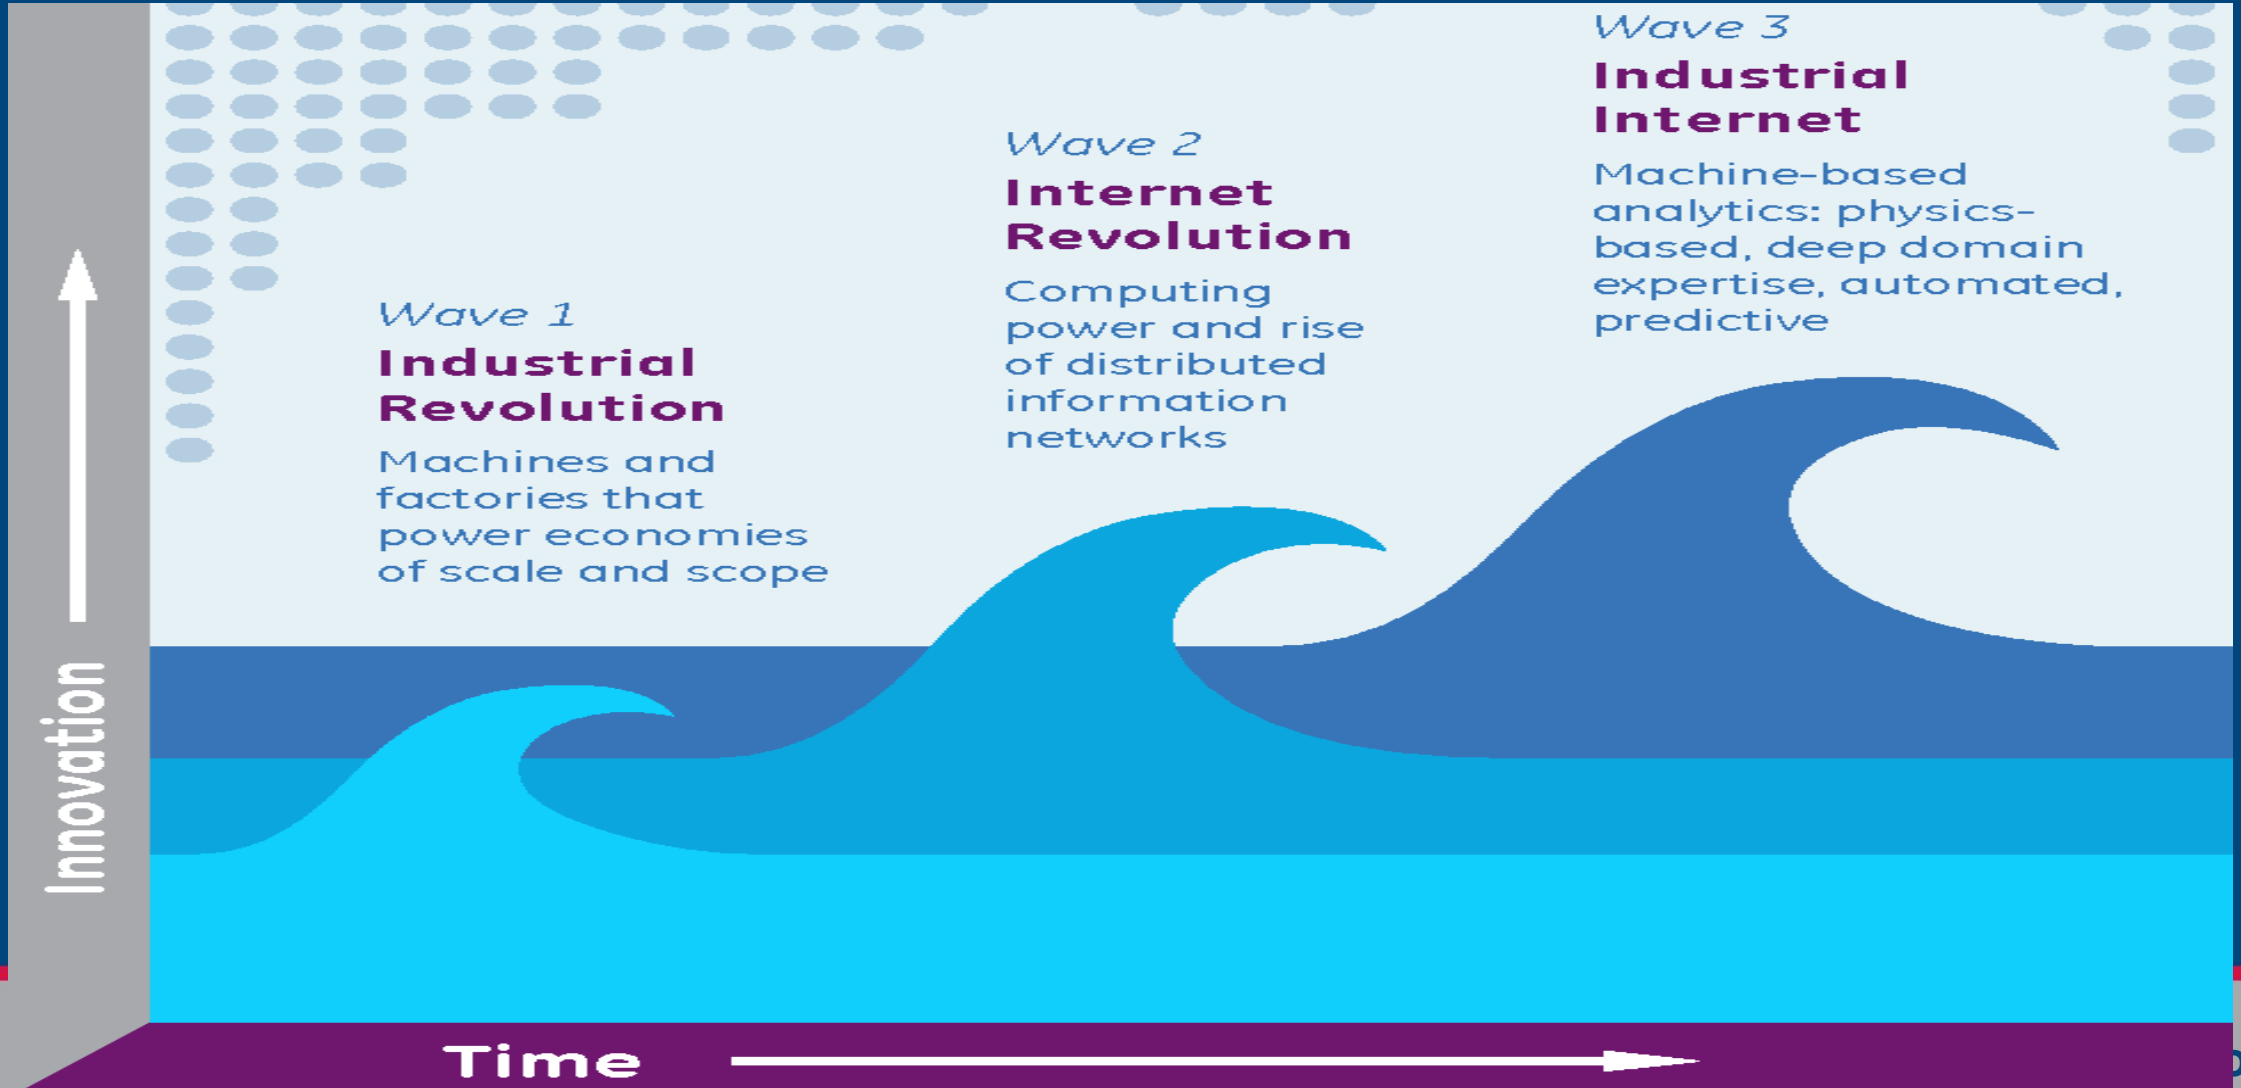 Wave 1
Industrial
Revolution
Machines and
factories that
power economies
of scale and scope
Wave 2
Internet
Revolution
Computing
power and rise
of distributed
information
networks
Wave 3
Industrial
Internet
Machine-based
analytics: physics-
based, deep domain
expertise, automated,
predictive
Innovation
Time